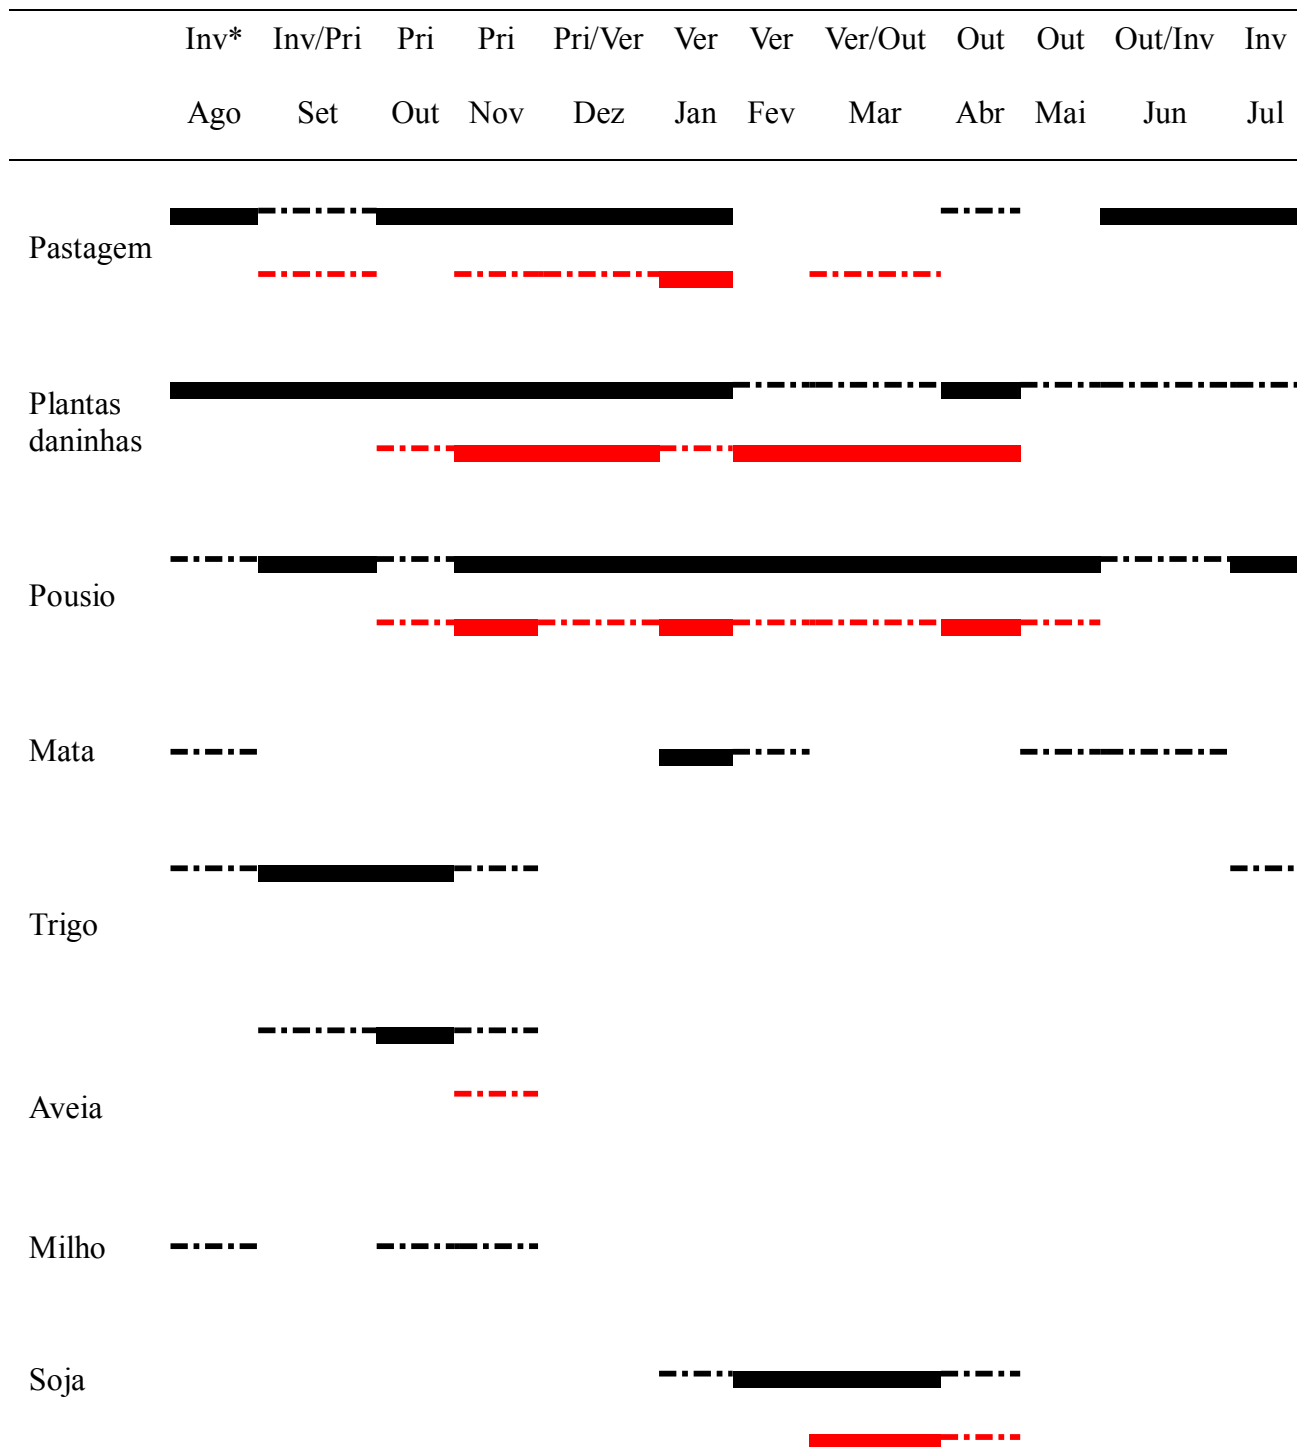 Inv* Inv/Pri Pri Pri Pri/Ver Ver Ver Ver/Out Out Out Out/Inv Inv
Ago Set Out Nov Dez Jan Fev Mar Abr Mai Jun Jul
Pastagem
Plantas
daninhas
Pousio
Mata
Trigo
Aveia
Milho
Soja